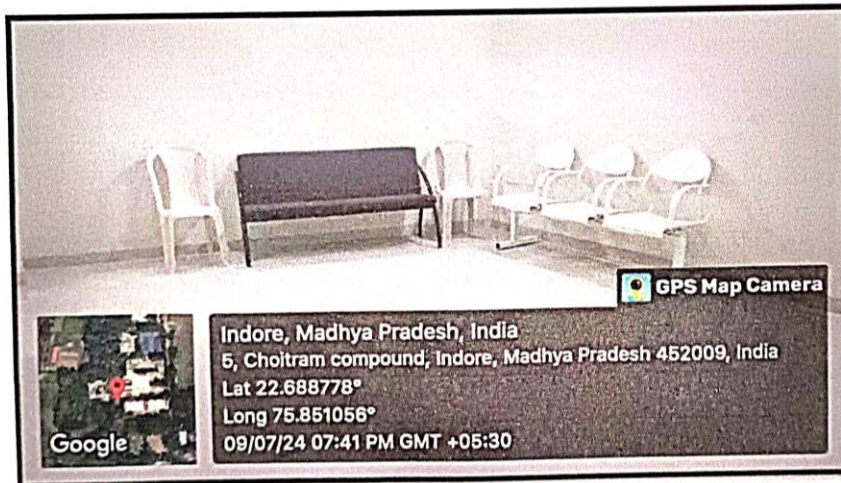 GPS Map Camera
Indore, Madhya Pradesh, India
5, Choitram compound, Indore, Madhya Pradesh 452009, India
Lat 22.688778°
Long 75.851056°
09/07/24 07:41 PM GMT +05:30
Google